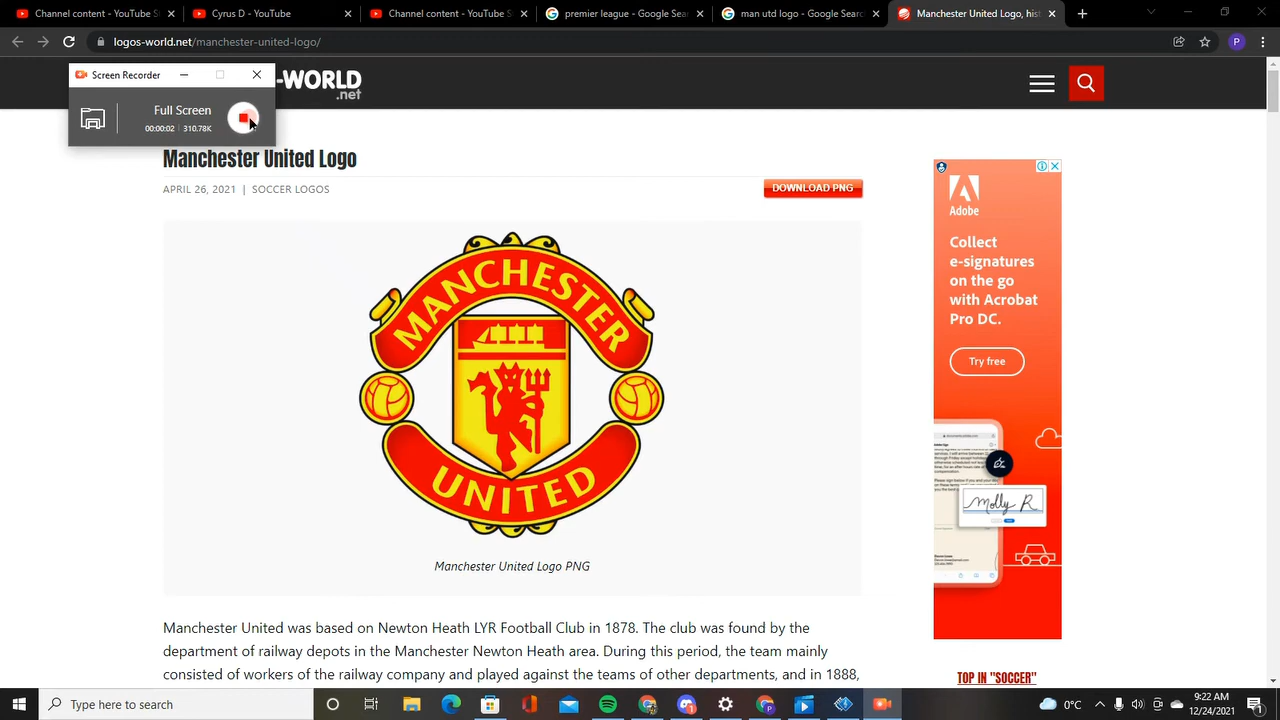 Channel content - YouTube S
Cyrus D - YouTube
Channel content - YouTube S
premier league - Google Sea
man utd logo - Google Searc
Manchester United Logo, hist
logos-world.net/manchester-united-logo/
P
Screen Recorder
-WORLD
.net
Full Screen
00:00:02 | 310.78K
Manchester United Logo
APRIL 26, 2021 | SOCCER LOGOS
DOWNLOAD PNG
MANCHESTER
UNITED
Manchester United Logo PNG
Adobe
Collect
e-signatures
on the go
with Acrobat
Pro DC.
Try free
Molly R
Manchester United was based on Newton Heath LYR Football Club in 1878. The club was found by the
department of railway depots in the Manchester Newton Heath area. During this period, the team mainly
consisted of workers of the railway company and played against the teams of other departments, and in 1888,
TOP IN "SOCCER"
Type here to search
0°C
9:22 AM
12/24/2021